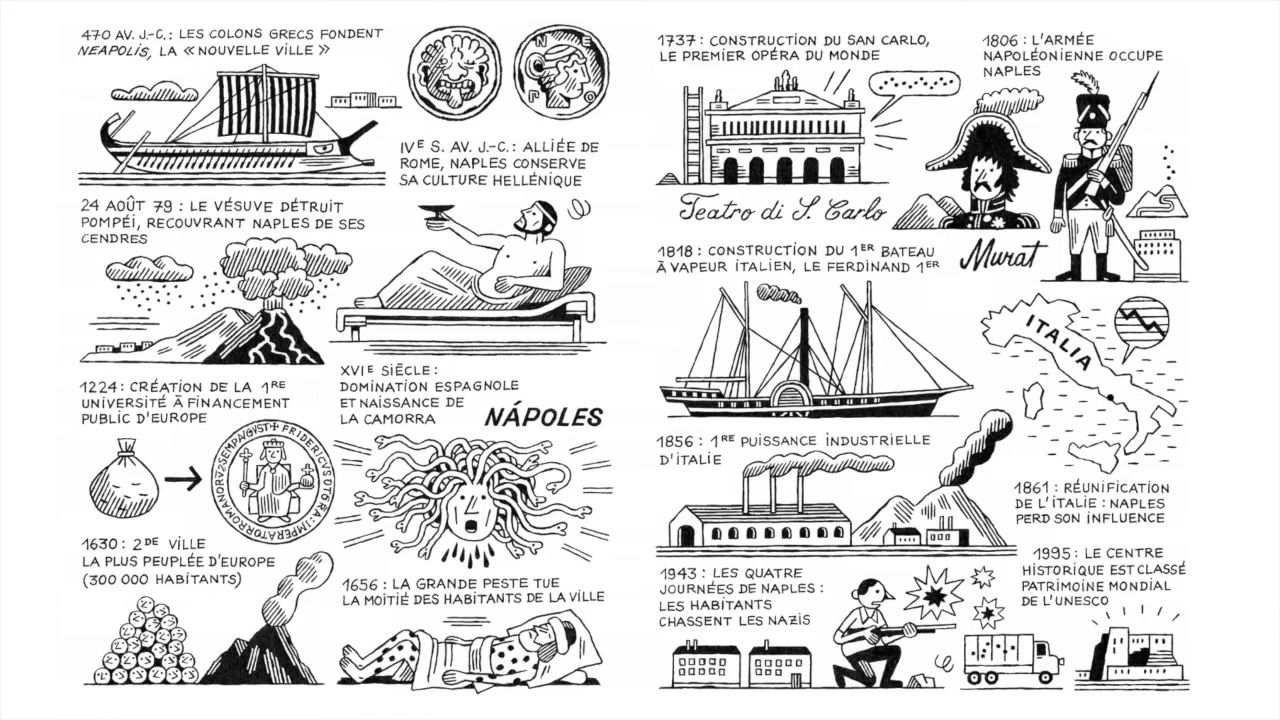 470 AV. J.-C. : LES COLONS GRECS FONDENT
NEAPOLIS, LA « NOUVELLE VILLE »
N E
Γ O
IVE S. AV. J.-C. : ALLIÉE DE
ROME, NAPLES CONSERVE
SA CULTURE HELLÉNIQUE
24 AOÛT 79 : LE VÉSUVE DÉTRUIT
POMPÉI, RECOUVRANT NAPLES DE SES
CENDRES
1224 : CRÉATION DE LA 1RE
UNIVERSITÉ À FINANCEMENT
PUBLIC D'EUROPE
XVIE SIÈCLE :
DOMINATION ESPAGNOLE
ET NAISSANCE DE
LA CAMORRA
NÁPOLES
1630 : 2DE VILLE
LA PLUS PEUPLÉE D'EUROPE
(300 000 HABITANTS)
1656 : LA GRANDE PESTE TUE
LA MOITIÉ DES HABITANTS DE LA VILLE
1737 : CONSTRUCTION DU SAN CARLO,
LE PREMIER OPÉRA DU MONDE
Teatro di S. Carlo
1806 : L'ARMÉE
NAPOLÉONIENNE OCCUPE
NAPLES
Murat
1818 : CONSTRUCTION DU 1ER BATEAU
À VAPEUR ITALIEN, LE FERDINAND 1ER
ITALIA
1856 : 1RE PUISSANCE INDUSTRIELLE
D'ITALIE
1861 : RÉUNIFICATION
DE L'ITALIE : NAPLES
PERD SON INFLUENCE
1943 : LES QUATRE
JOURNÉES DE NAPLES :
LES HABITANTS
CHASSENT LES NAZIS
1995 : LE CENTRE
HISTORIQUE EST CLASSÉ
PATRIMOINE MONDIAL
DE L'UNESCO